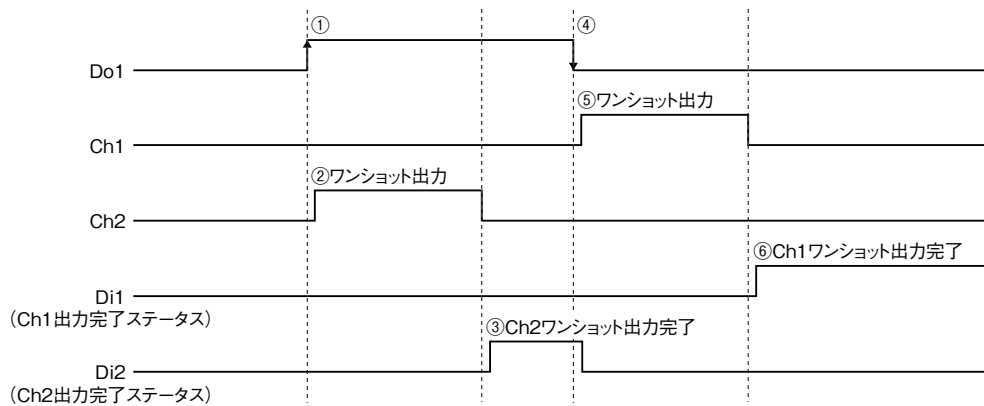 ①
④
Do1
⑤ワンショット出力
Ch1
②ワンショット出力
Ch2
⑥Ch1ワンショット出力完了
Di1
（Ch1出力完了ステータス）
③Ch2ワンショット出力完了
Di2
（Ch2出力完了ステータス）